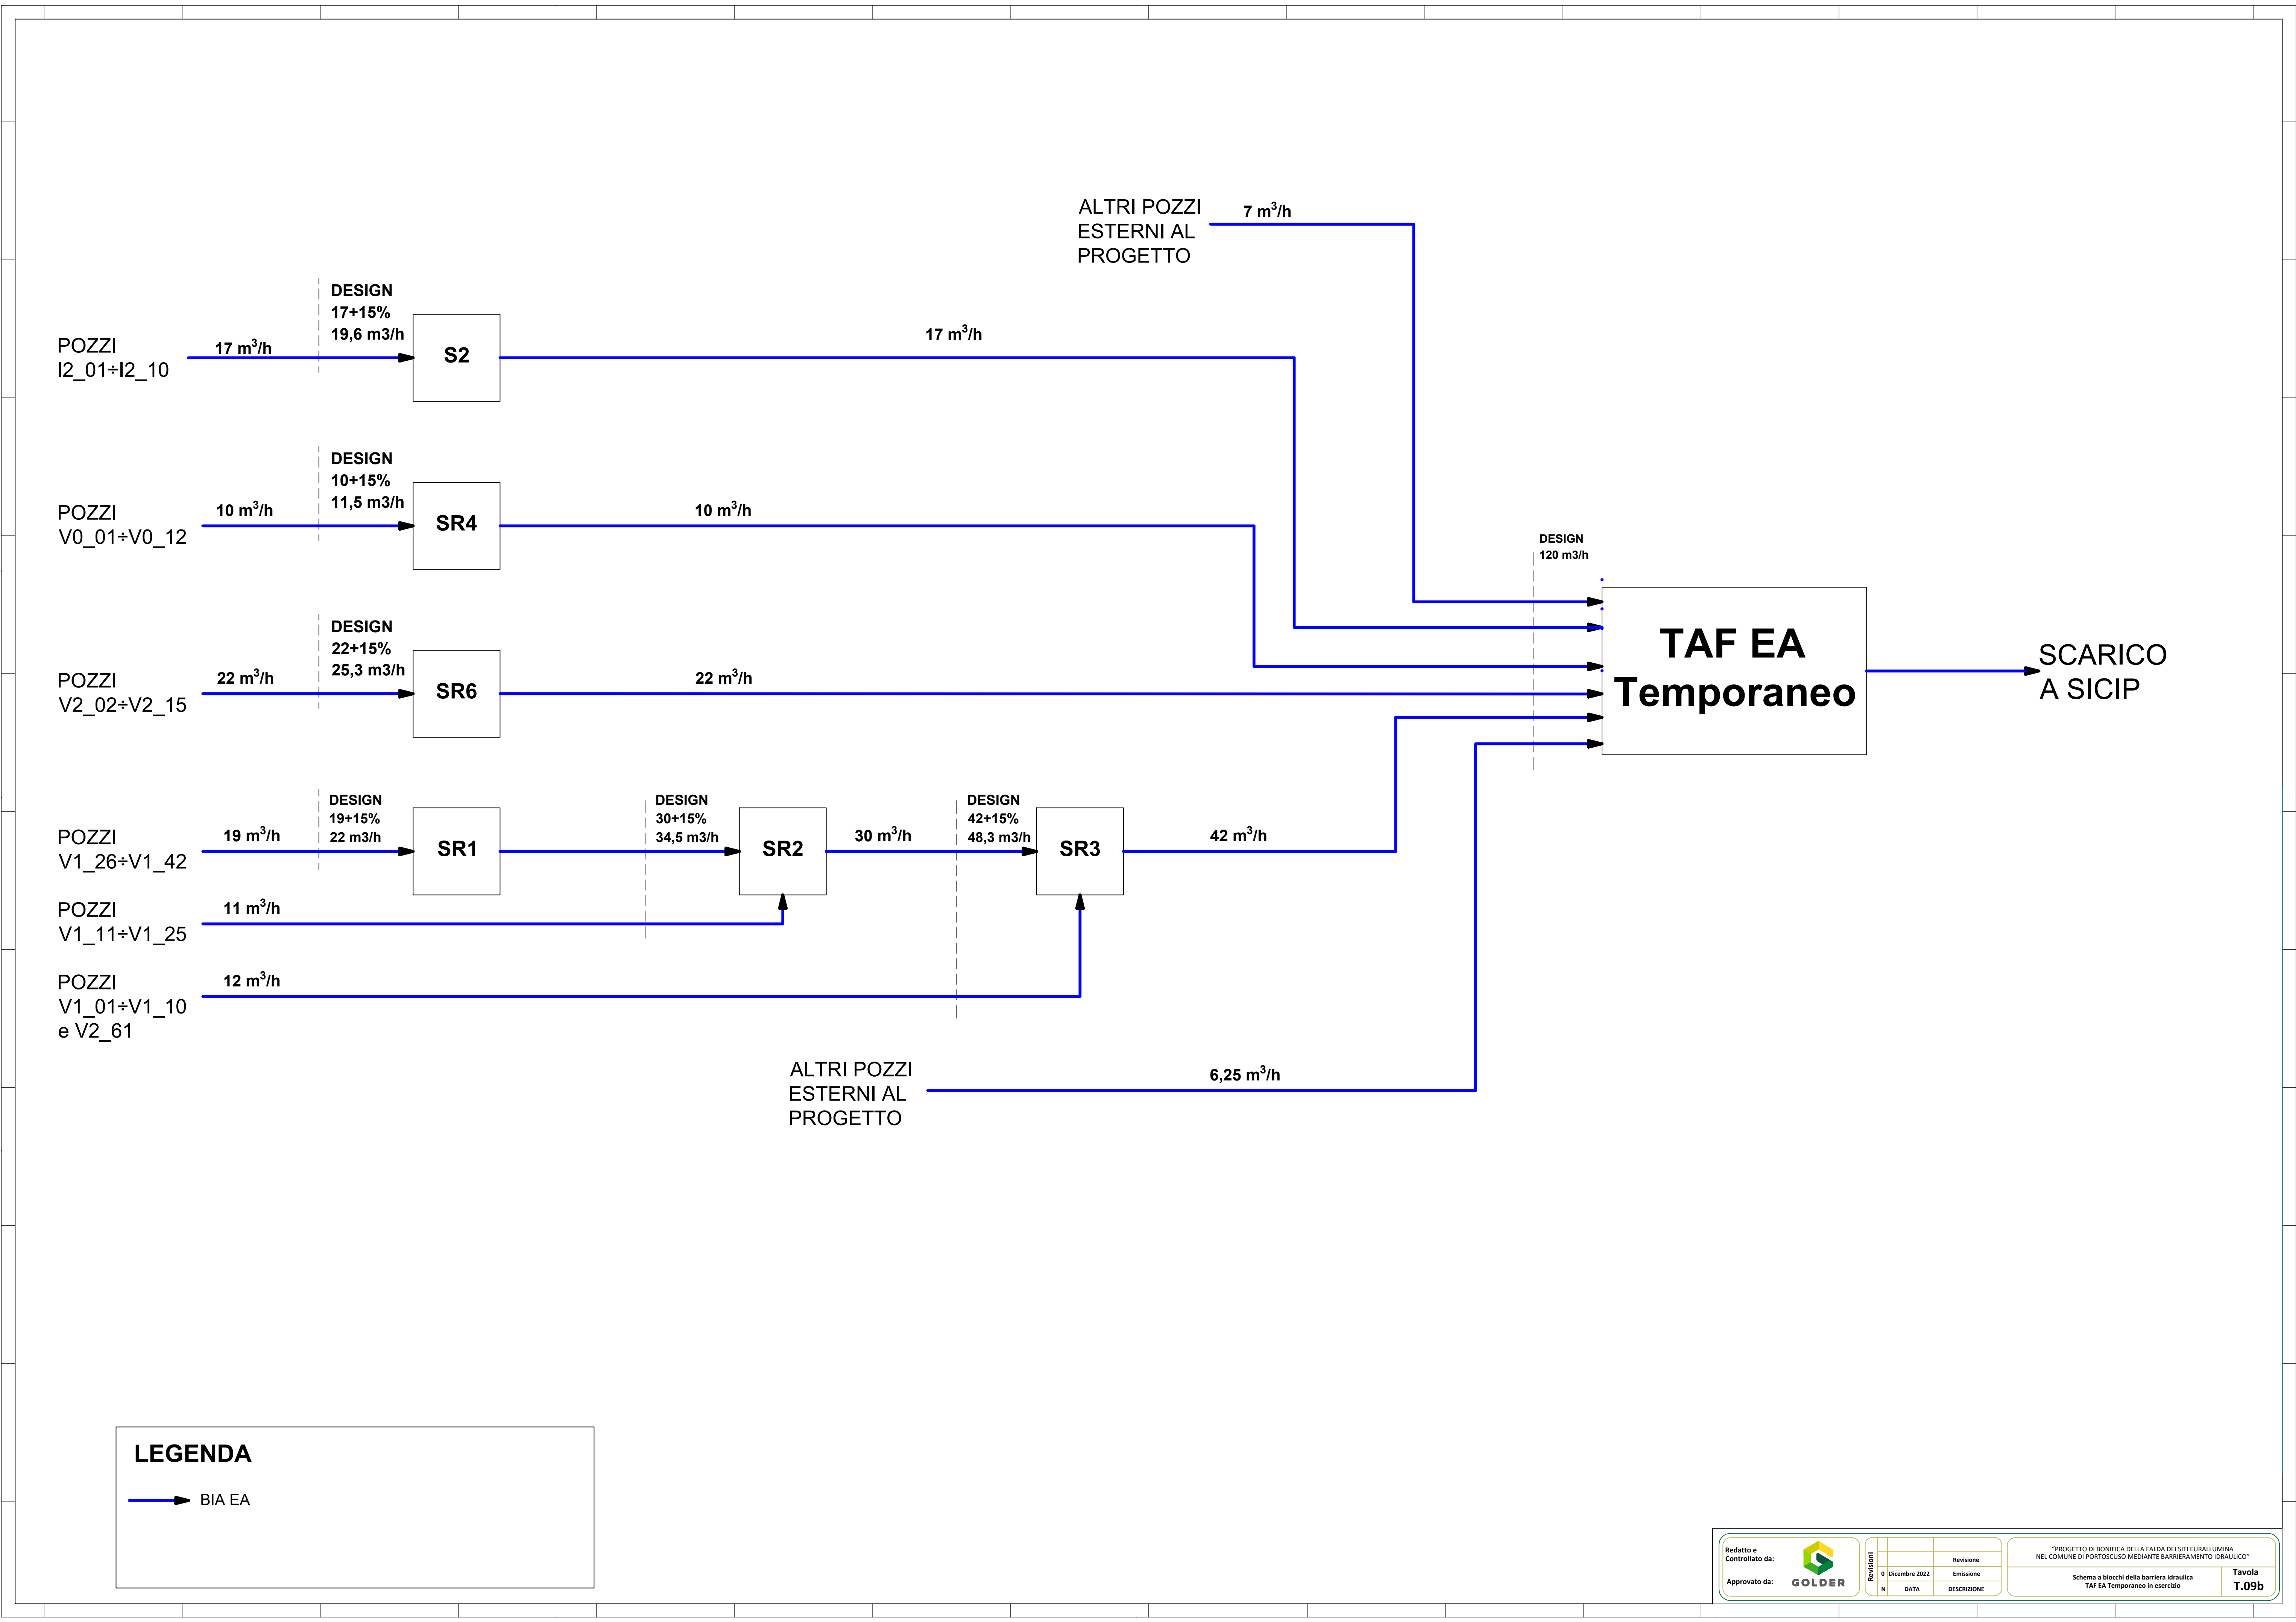 ALTRI POZZI
ESTERNI AL
PROGETTO
7 m³/h
POZZI
I2_01÷I2_10
17 m³/h
DESIGN
17+15%
19,6 m3/h
S2
17 m³/h
POZZI
V0_01÷V0_12
10 m³/h
DESIGN
10+15%
11,5 m3/h
SR4
10 m³/h
POZZI
V2_02÷V2_15
22 m³/h
DESIGN
22+15%
25,3 m3/h
SR6
22 m³/h
DESIGN
120 m3/h
TAF EA
Temporaneo
SCARICO
A SICIP
POZZI
V1_26÷V1_42
19 m³/h
DESIGN
19+15%
22 m3/h
SR1
DESIGN
30+15%
34,5 m3/h
SR2
30 m³/h
DESIGN
42+15%
48,3 m3/h
SR3
42 m³/h
POZZI
V1_11÷V1_25
11 m³/h
POZZI
V1_01÷V1_10
e V2_61
12 m³/h
ALTRI POZZI
ESTERNI AL
PROGETTO
6,25 m³/h
LEGENDA
BIA EA
Redatto e
Controllato da:
Approvato da:
GOLDER
Revisioni
Revisione
0 Dicembre 2022 Emissione
N DATA DESCRIZIONE
"PROGETTO DI BONIFICA DELLA FALDA DEI SITI EURALLUMINA
NEL COMUNE DI PORTOSCUSO MEDIANTE BARRIERAMENTO IDRAULICO"
Schema a blocchi della barriera idraulica
TAF EA Temporaneo in esercizio
Tavola
T.09b